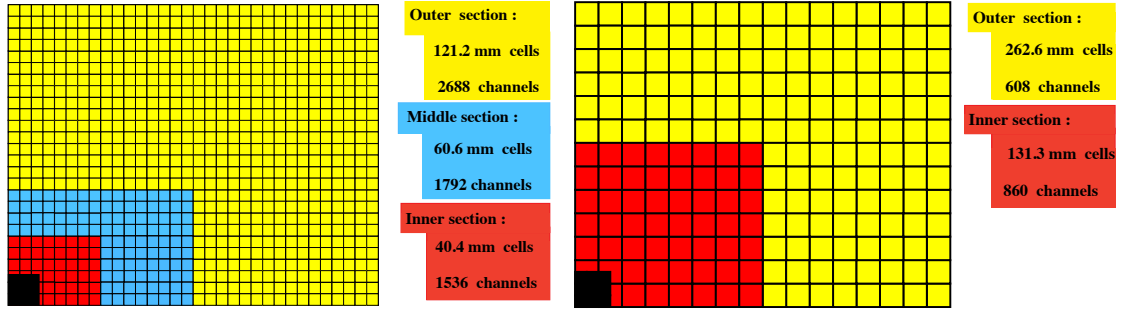 Outer section :
121.2 mm cells
2688 channels
Middle section :
60.6 mm cells
1792 channels
Inner section :
40.4 mm cells
1536 channels
Outer section :
262.6 mm cells
608 channels
Inner section :
131.3 mm cells
860 channels